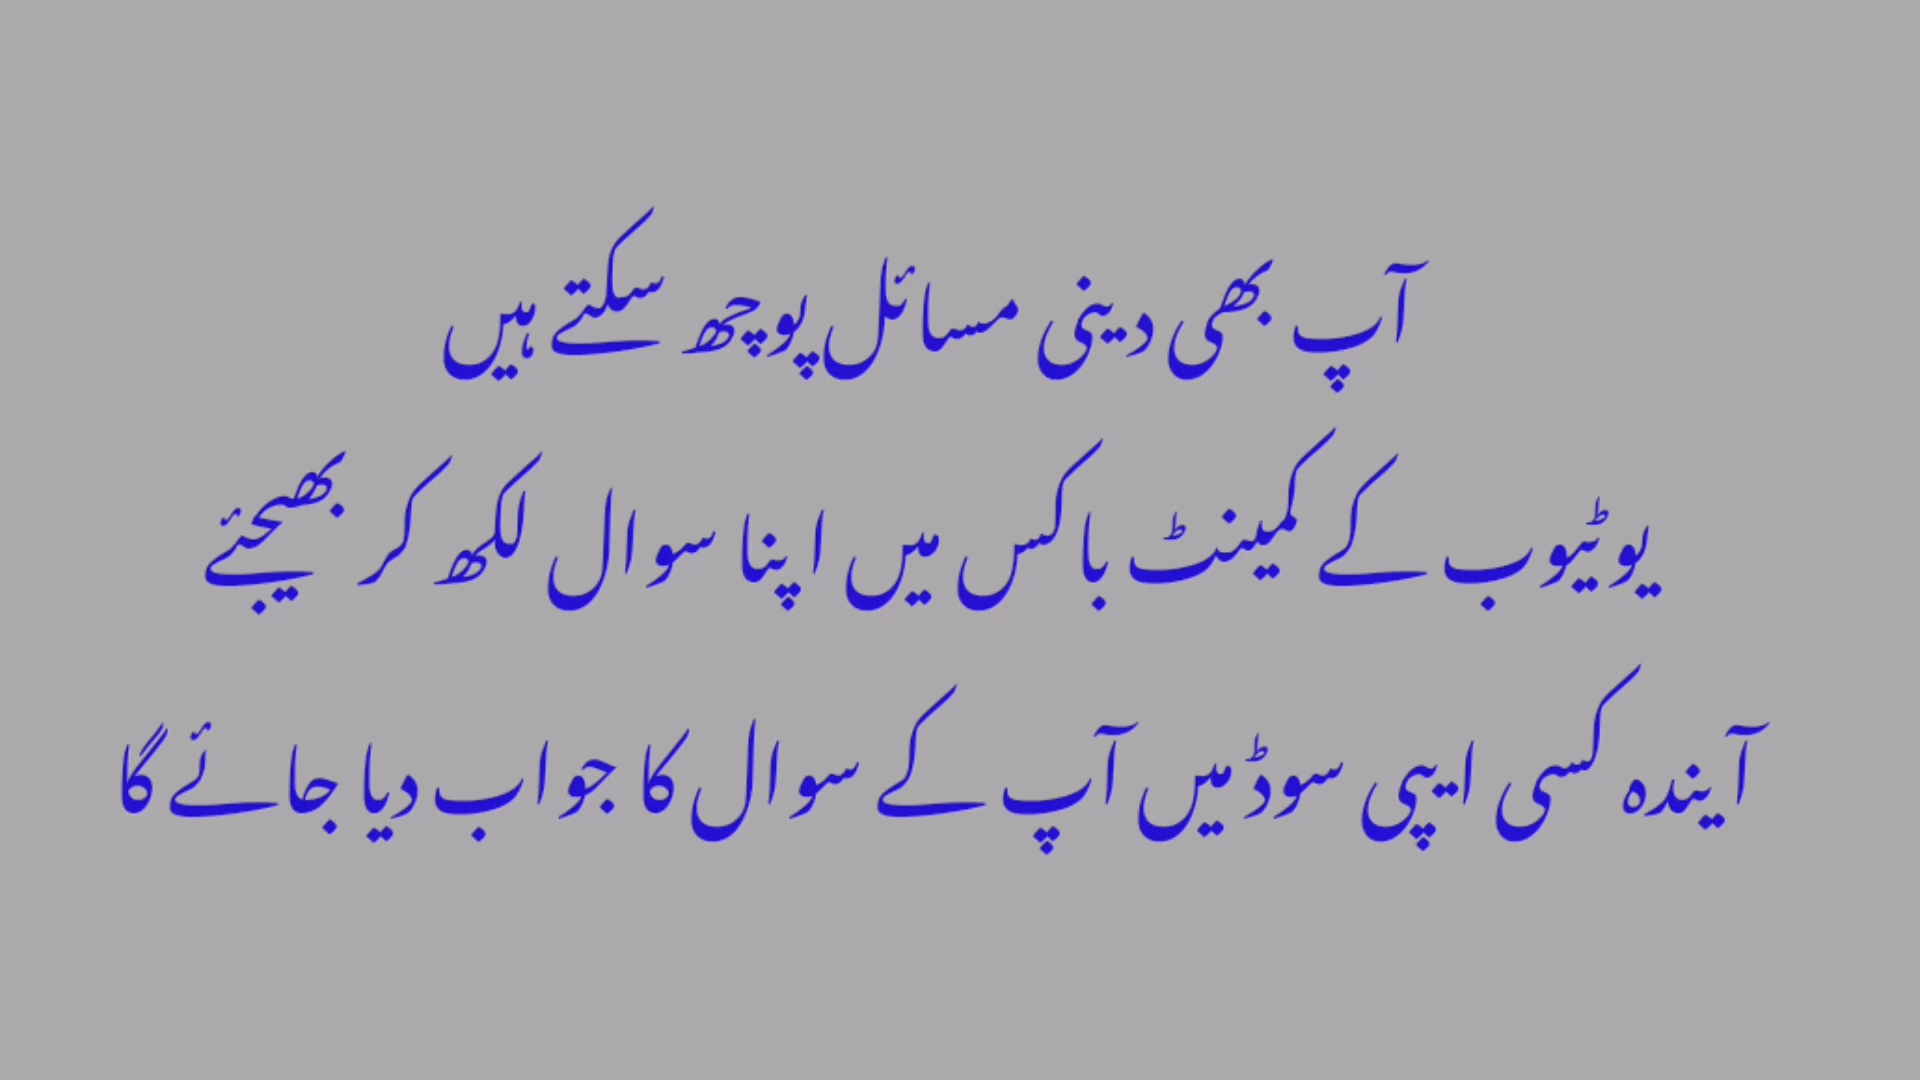 آپ بھی دینی مسائل پوچھ سکتے ہیں
یوٹیوب کے کمینٹ باکس میں اپنا سوال لکھ کر بھیجئے
آیندہ کسی ایپی سوڈ میں آپ کے سوال کا جواب دیا جائے گا